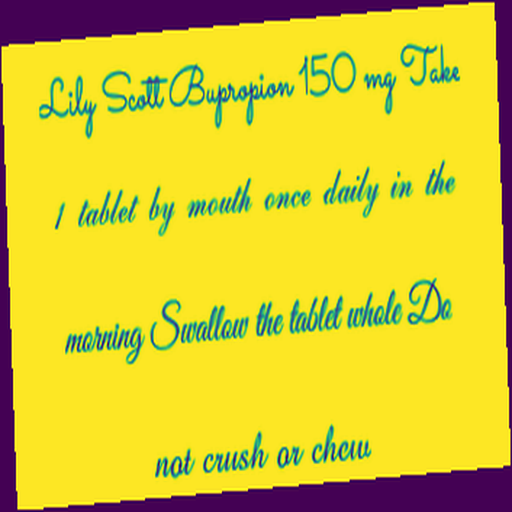 Lily Scott Bupropion 150 mg Take
1 tablet by mouth once daily in the
morning Swallow the tablet whole Do
not crush or chew